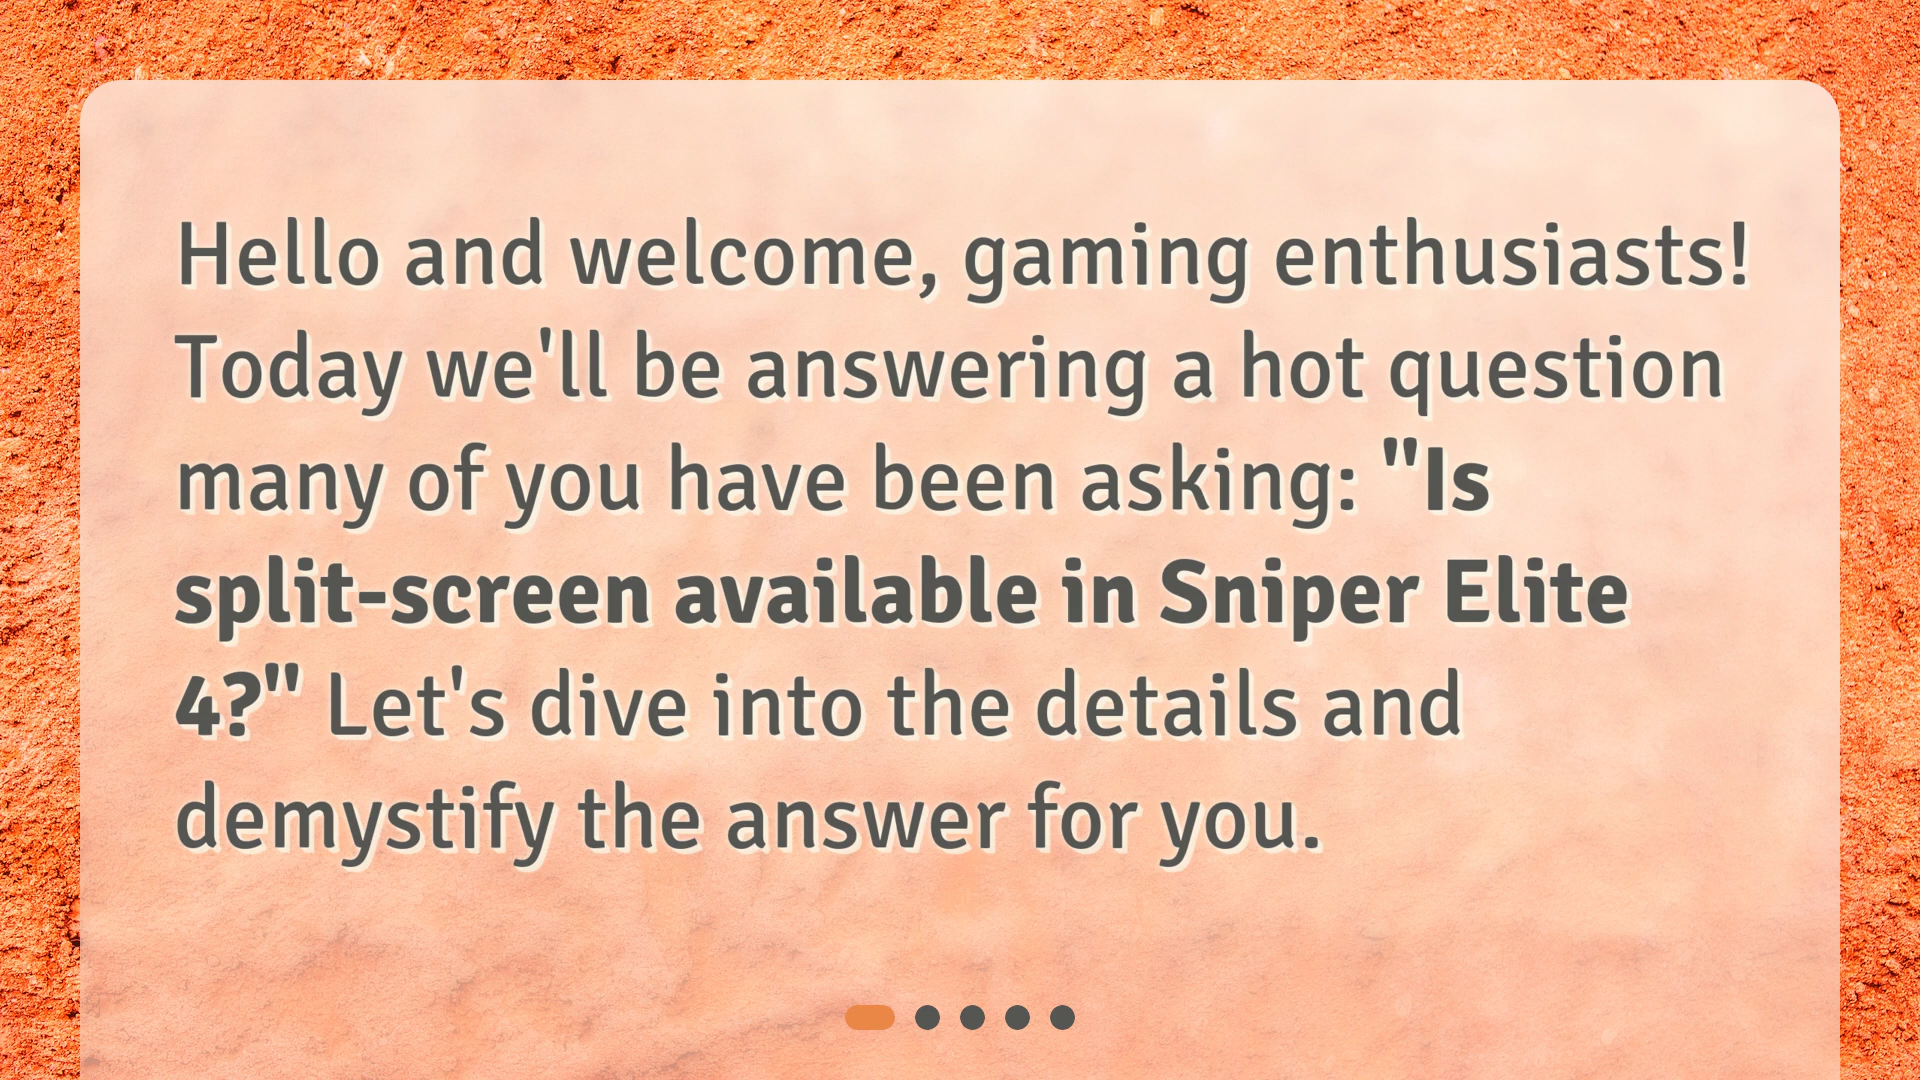 Hello and welcome, gaming enthusiasts!
Today we'll be answering a hot question
many of you have been asking: "Is
split-screen available in Sniper Elite
4?" Let's dive into the details and
demystify the answer for you.